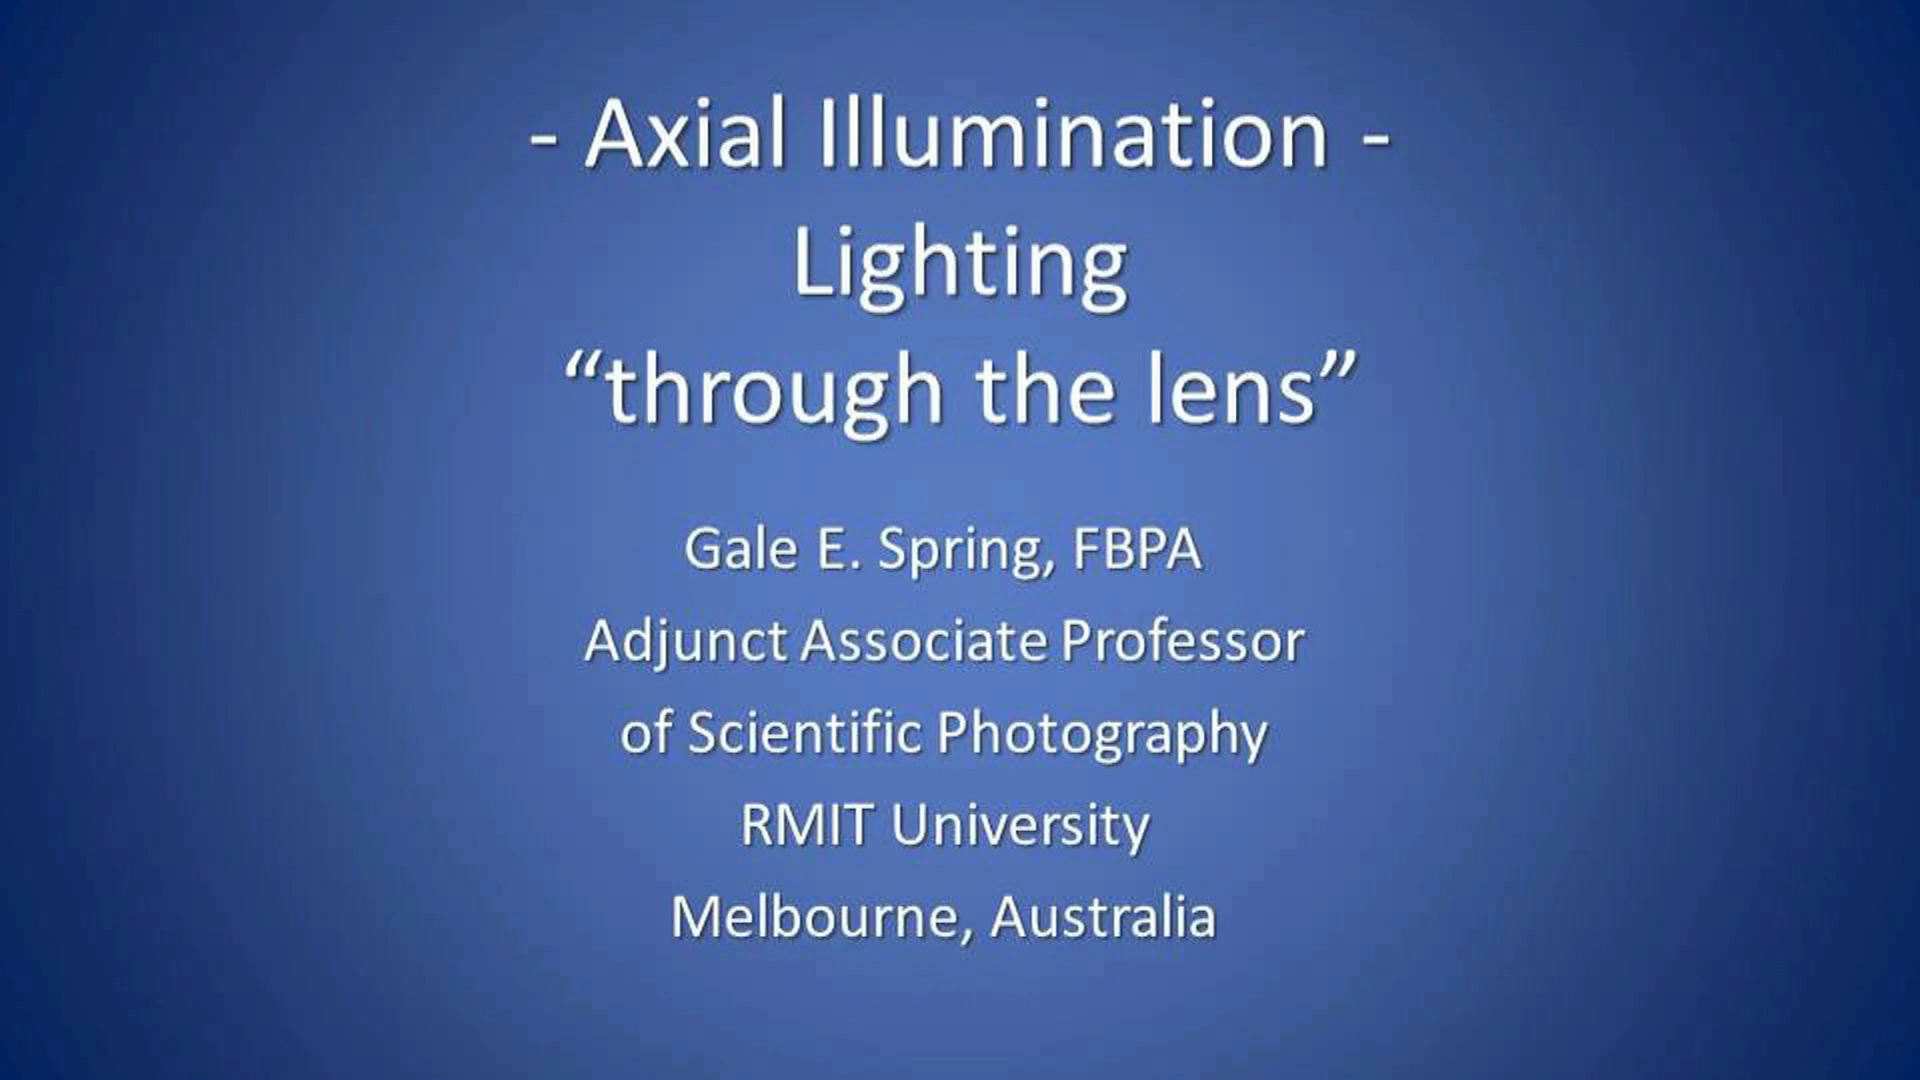 - Axial Illumination -
Lighting
“through the lens”
Gale E. Spring, FBPA
Adjunct Associate Professor
of Scientific Photography
RMIT University
Melbourne, Australia